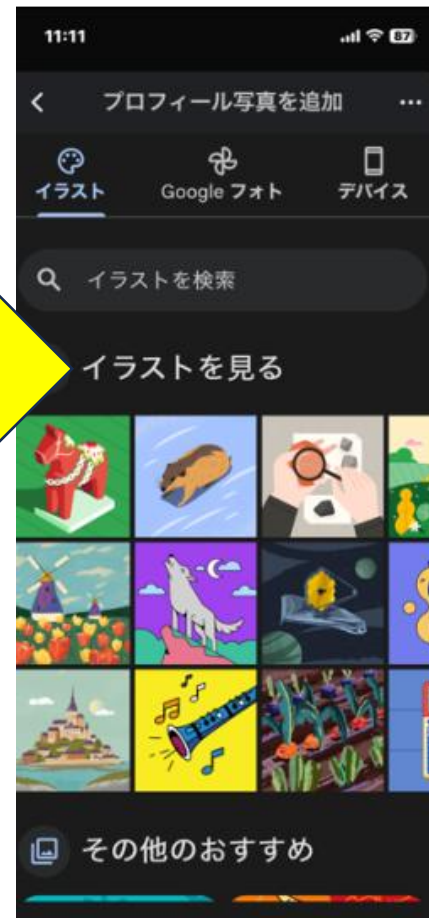 11:11
87
プロフィール写真を追加
イラスト
Google フォト
デバイス
イラストを検索
イラストを見る
その他のおすすめ